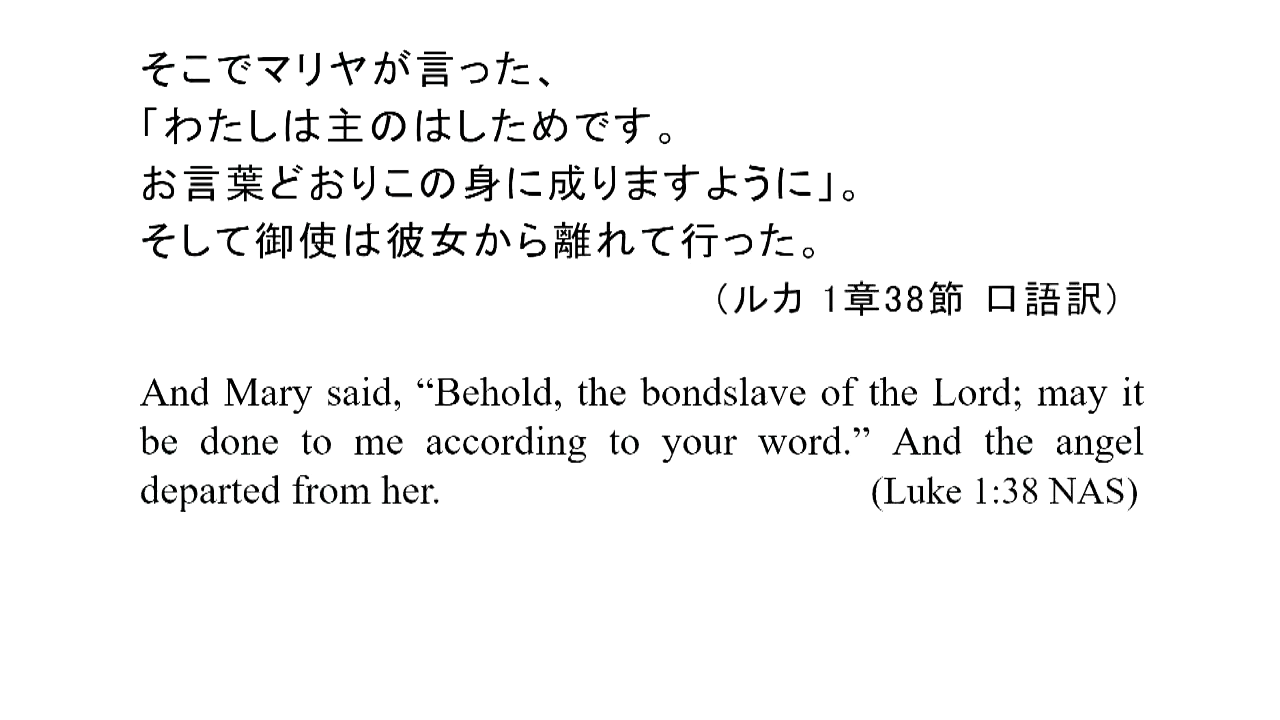 そこでマリヤが言った、
「わたしは主のはしためです。
お言葉どおりこの身に成りますように」。
そして御使は彼女から離れて行った。
（ルカ 1章38節 口語訳）
And Mary said, “Behold, the bondslave of the Lord; may it
be done to me according to your word.” And the angel
departed from her. (Luke 1:38 NAS)